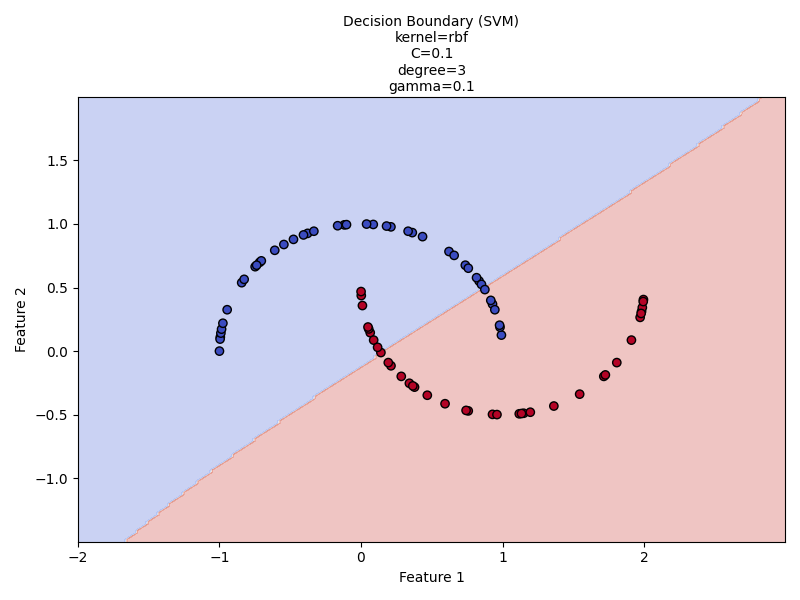 Decision Boundary (SVM)
kernel=rbf
C=0.1
degree=3
gamma=0.1
Feature 2
1.5
1.0
0.5
0.0
−0.5
−1.0
−2
−1
0
1
2
Feature 1